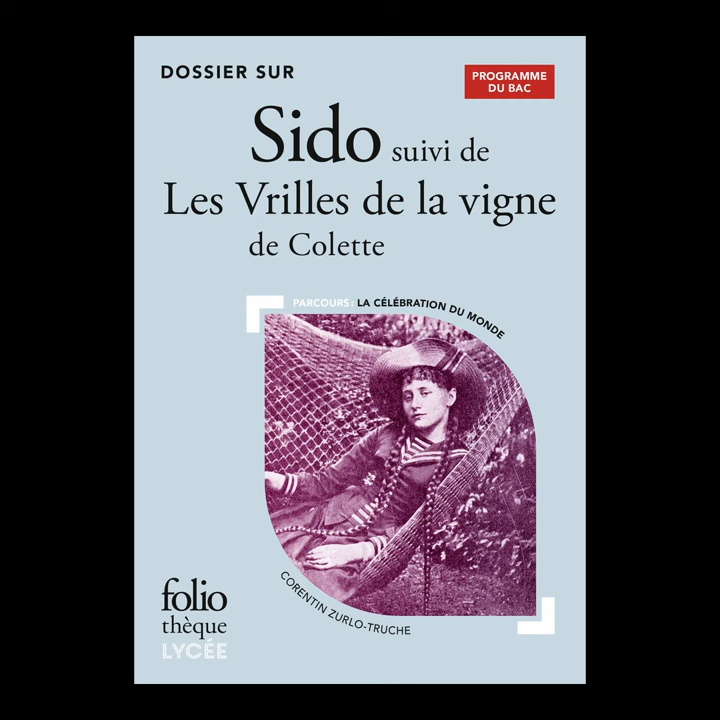 DOSSIER SUR
PROGRAMME
DU BAC
Sido suivi de
Les Vrilles de la vigne
de Colette
PARCOURS : LA CÉLÉBRATION DU MONDE
CORENTIN ZURLO-TRUCHE
folio
thèque
LYCÉE